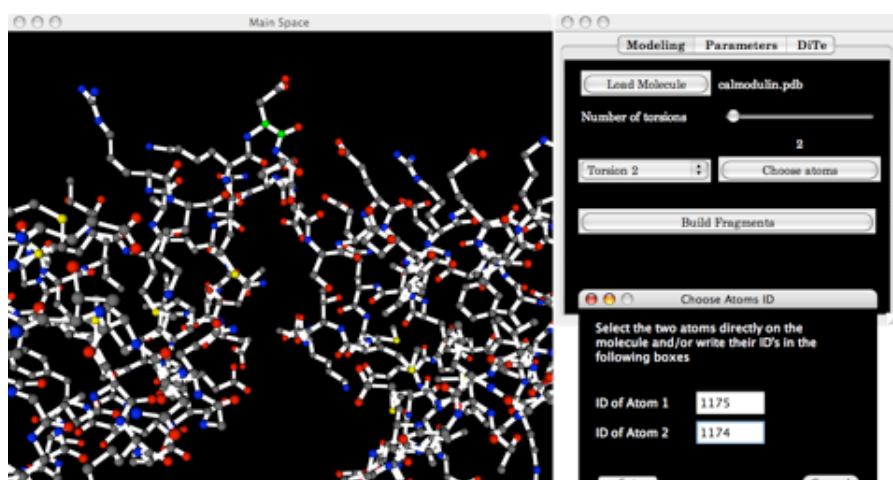 Main Space
Modeling Parameters DiTe
Load Molecule calmodulin.pdb
Number of torsions
2
Torsion 2 Choose atoms
Build Fragments
Choose Atoms ID
Select the two atoms directly on the
molecule and/or write their ID's in the
following boxes
ID of Atom 1 1175
ID of Atom 2 1174